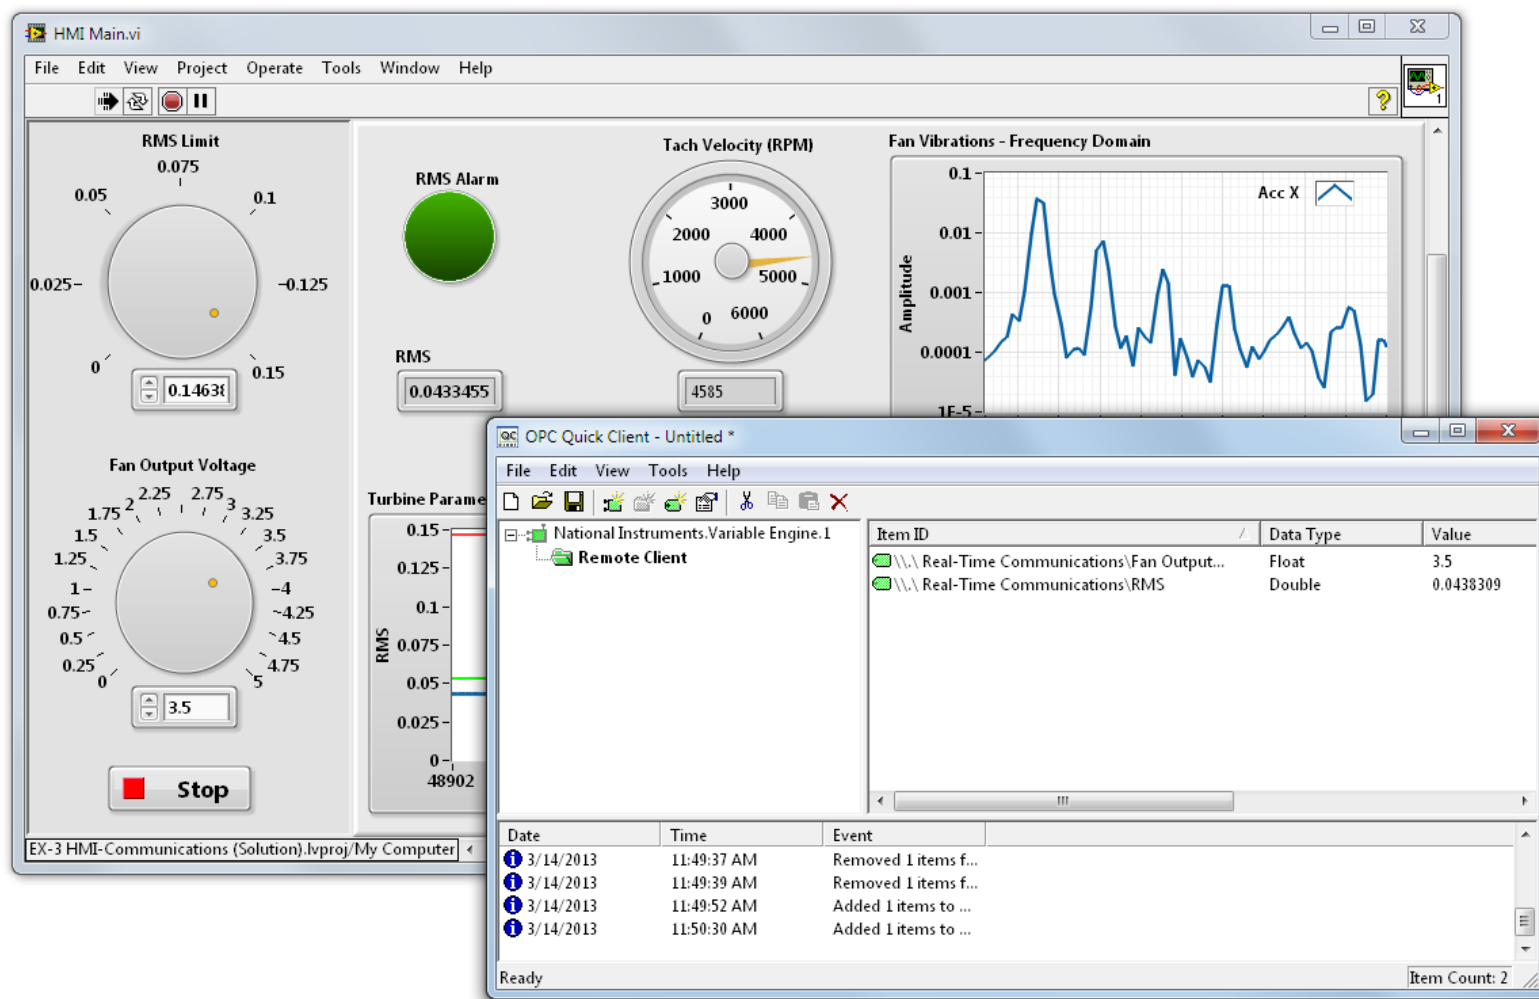 HMI Main.vi
File Edit View Project Operate Tools Window Help
1
RMS Limit
0.075
0.05
0.1
0.025
0.125
0
0.15
RMS Alarm
RMS
0.0433455
Tach Velocity (RPM)
3000
2000 4000
1000 5000
0 6000
4585
Fan Vibrations - Frequency Domain
Acc X
Amplitude
0.1
0.01
0.001
0.0001
1E-5
Fan Output Voltage
2.25 2.75
2 3
1.75 3.25
1.5 3.5
1.25 3.75
1 4
0.75 4.25
0.5 4.5
0.25 4.75
0 5
3.5
Stop
RMS
0.15
0.125
0.1
0.075
0.05
0.025
0
48902
EX-3 HMI-Communications (Solution).lvproj/My Computer
OPC Quick Client - Untitled *
File Edit View Tools Help
National Instruments.Variable Engine.1
Remote Client
Item ID Data Type Value
\\.\ Real-Time Communications\Fan Output... Float 3.5
\\.\ Real-Time Communications\RMS Double 0.0438309
Date Time Event
3/14/2013 11:49:37 AM Removed 1 items f...
3/14/2013 11:49:39 AM Removed 1 items f...
3/14/2013 11:49:52 AM Added 1 items to ...
3/14/2013 11:50:30 AM Added 1 items to ...
Ready
Item Count: 2